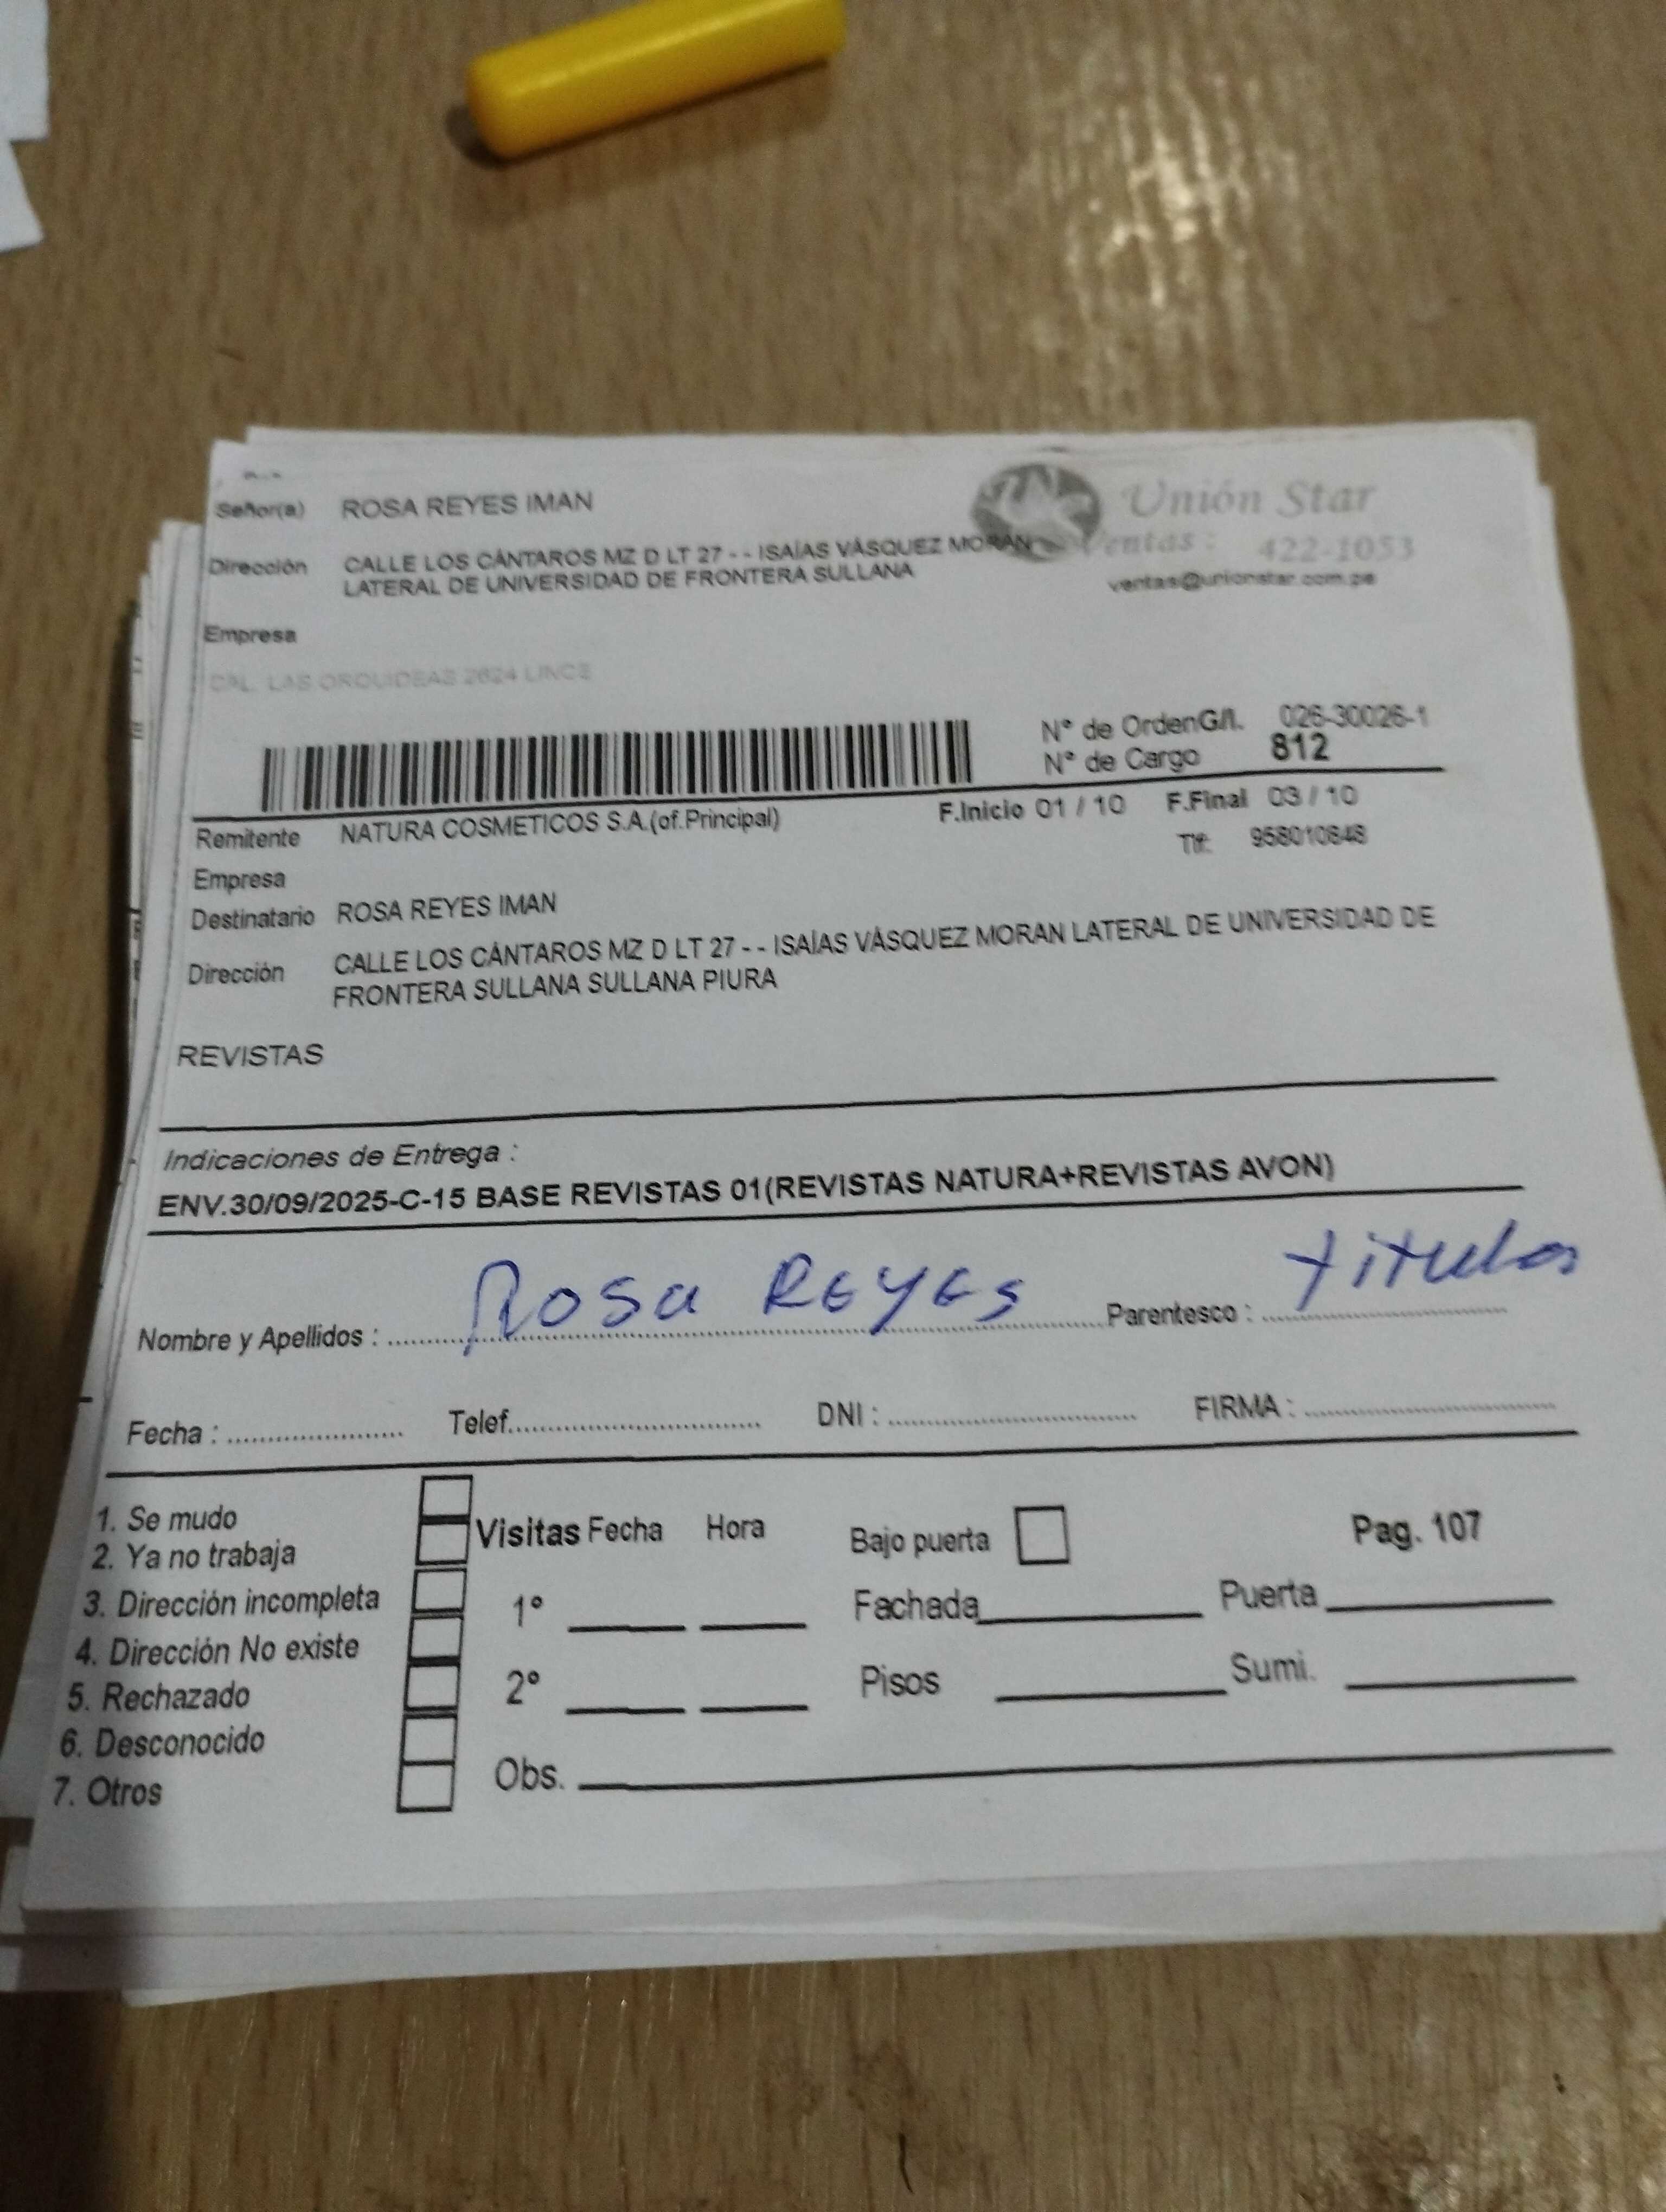 Señor(a) ROSA REYES IMAN
Unión Star
Dirección CALLE LOS CÁNTAROS MZ D LT 27 - - ISAÍAS VÁSQUEZ MORAN
Ventas : 422-1053
LATERAL DE UNIVERSIDAD DE FRONTERA SULLANA
ventas@unionstar.com.pe
Empresa
CAL. LAS ORQUIDEAS 2624 LINCE
N° de OrdenG/l. 026-30026-1
N° de Cargo 812
Remitente NATURA COSMETICOS S.A.(of.Principal) F.Inicio 01 / 10 F.Final 03 / 10
Tlf: 958010848
Empresa
Destinatario ROSA REYES IMAN
Dirección CALLE LOS CÁNTAROS MZ D LT 27 - - ISAÍAS VÁSQUEZ MORAN LATERAL DE UNIVERSIDAD DE
FRONTERA SULLANA SULLANA PIURA
REVISTAS
Indicaciones de Entrega :
ENV.30/09/2025-C-15 BASE REVISTAS 01(REVISTAS NATURA+REVISTAS AVON)
Nombre y Apellidos : Rosa REYES Parentesco : titular
Fecha : Telef. DNI : FIRMA :
1. Se mudo
2. Ya no trabaja
3. Dirección incompleta
4. Dirección No existe
5. Rechazado
6. Desconocido
7. Otros
Visitas Fecha Hora Bajo puerta Pag. 107
1° Fachada Puerta
2° Pisos Sumi.
Obs.